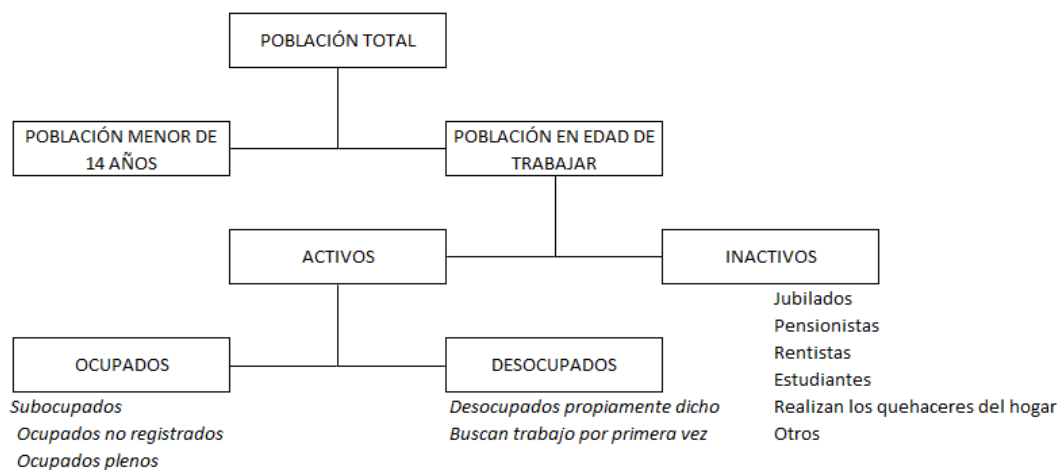 POBLACIÓN TOTAL
POBLACIÓN MENOR DE
14 AÑOS
POBLACIÓN EN EDAD DE
TRABAJAR
ACTIVOS
INACTIVOS
Jubilados
Pensionistas
Rentistas
Estudiantes
Realizan los quehaceres del hogar
Otros
OCUPADOS
Subocupados
Ocupados no registrados
Ocupados plenos
DESOCUPADOS
Desocupados propiamente dicho
Buscan trabajo por primera vez